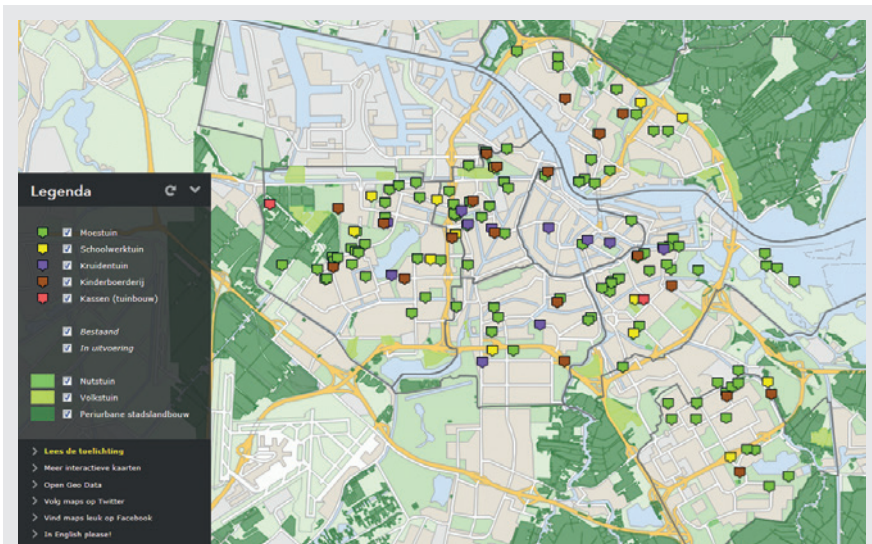 Legenda
Moestuin
Schoolwerktuin
Kruidentuin
Kinderboerderij
Kassen (tuinbouw)
Bestaand
In uitvoering
Nutstuin
Volkstuin
Periurbane stadslandbouw
> Lees de toelichting
> Meer interactieve kaarten
> Open Geo Data
> Volg maps op Twitter
> Vind maps leuk op Facebook
> In English please!